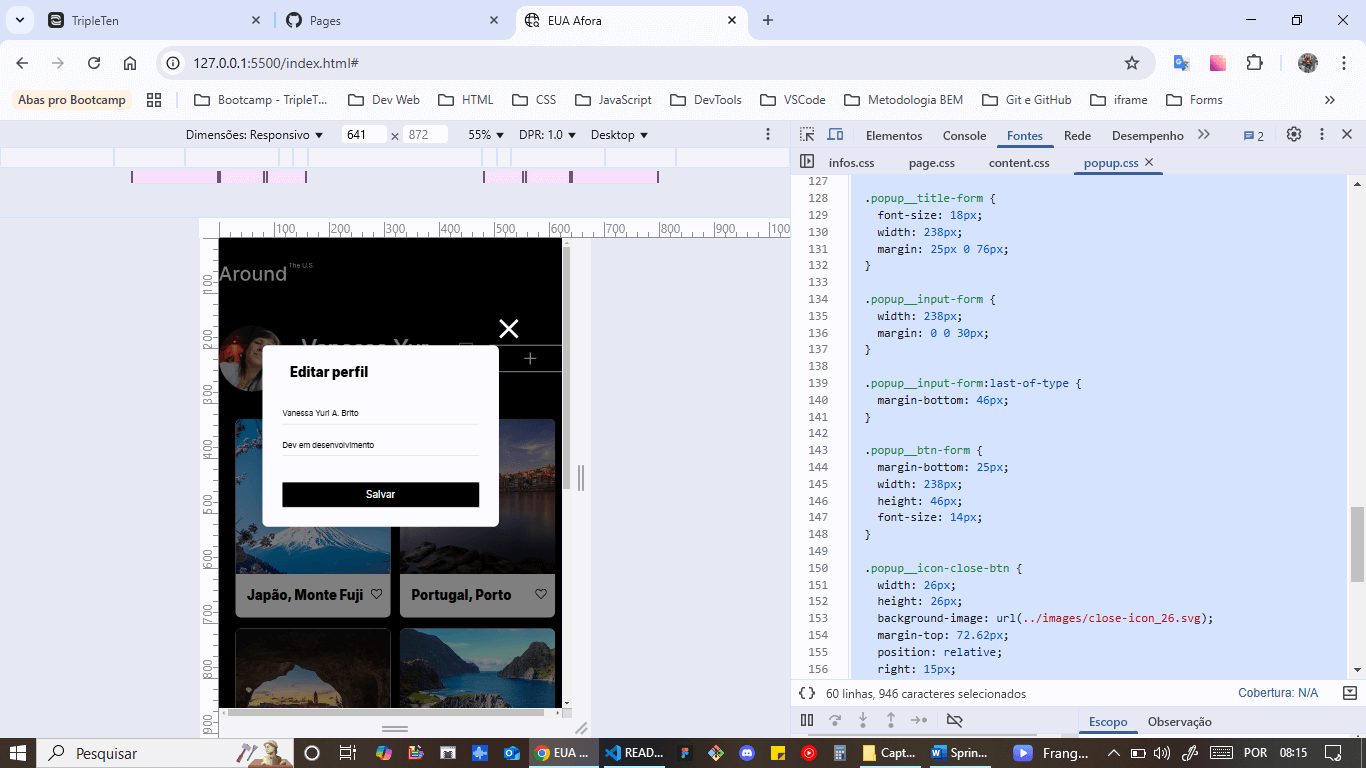 TripleTen
Pages
EUA Afora
127.0.0.1:5500/index.html#
Abas pro Bootcamp
Bootcamp - TripleT...
Dev Web
HTML
CSS
JavaScript
DevTools
VSCode
Metodologia BEM
Git e GitHub
iframe
Forms
Dimensões: Responsivo
641
×
872
55%
DPR: 1.0
Desktop
Elementos
Console
Fontes
Rede
Desempenho
2
infos.css
page.css
content.css
popup.css
100
200
300
400
500
600
700
800
900
100
200
300
400
500
600
700
800
900
Around The U.S
Editar perfil
Vanessa Yuri A. Brito
Dev em desenvolvimento
Salvar
Japão, Monte Fuji
Portugal, Porto
127
128 .popup__title-form {
129 font-size: 18px;
130 width: 238px;
131 margin: 25px 0 76px;
132 }
133
134 .popup__input-form {
135 width: 238px;
136 margin: 0 0 30px;
137 }
138
139 .popup__input-form:last-of-type {
140 margin-bottom: 46px;
141 }
142
143 .popup__btn-form {
144 margin-bottom: 25px;
145 width: 238px;
146 height: 46px;
147 font-size: 14px;
148 }
149
150 .popup__icon-close-btn {
151 width: 26px;
152 height: 26px;
153 background-image: url(../images/close-icon_26.svg);
154 margin-top: 72.62px;
155 position: relative;
156 right: 15px;
{} 60 linhas, 946 caracteres selecionados
Cobertura: N/A
Escopo
Observação
Pesquisar
EUA ...
READ...
Capt...
Sprin...
Frang...
POR
08:15